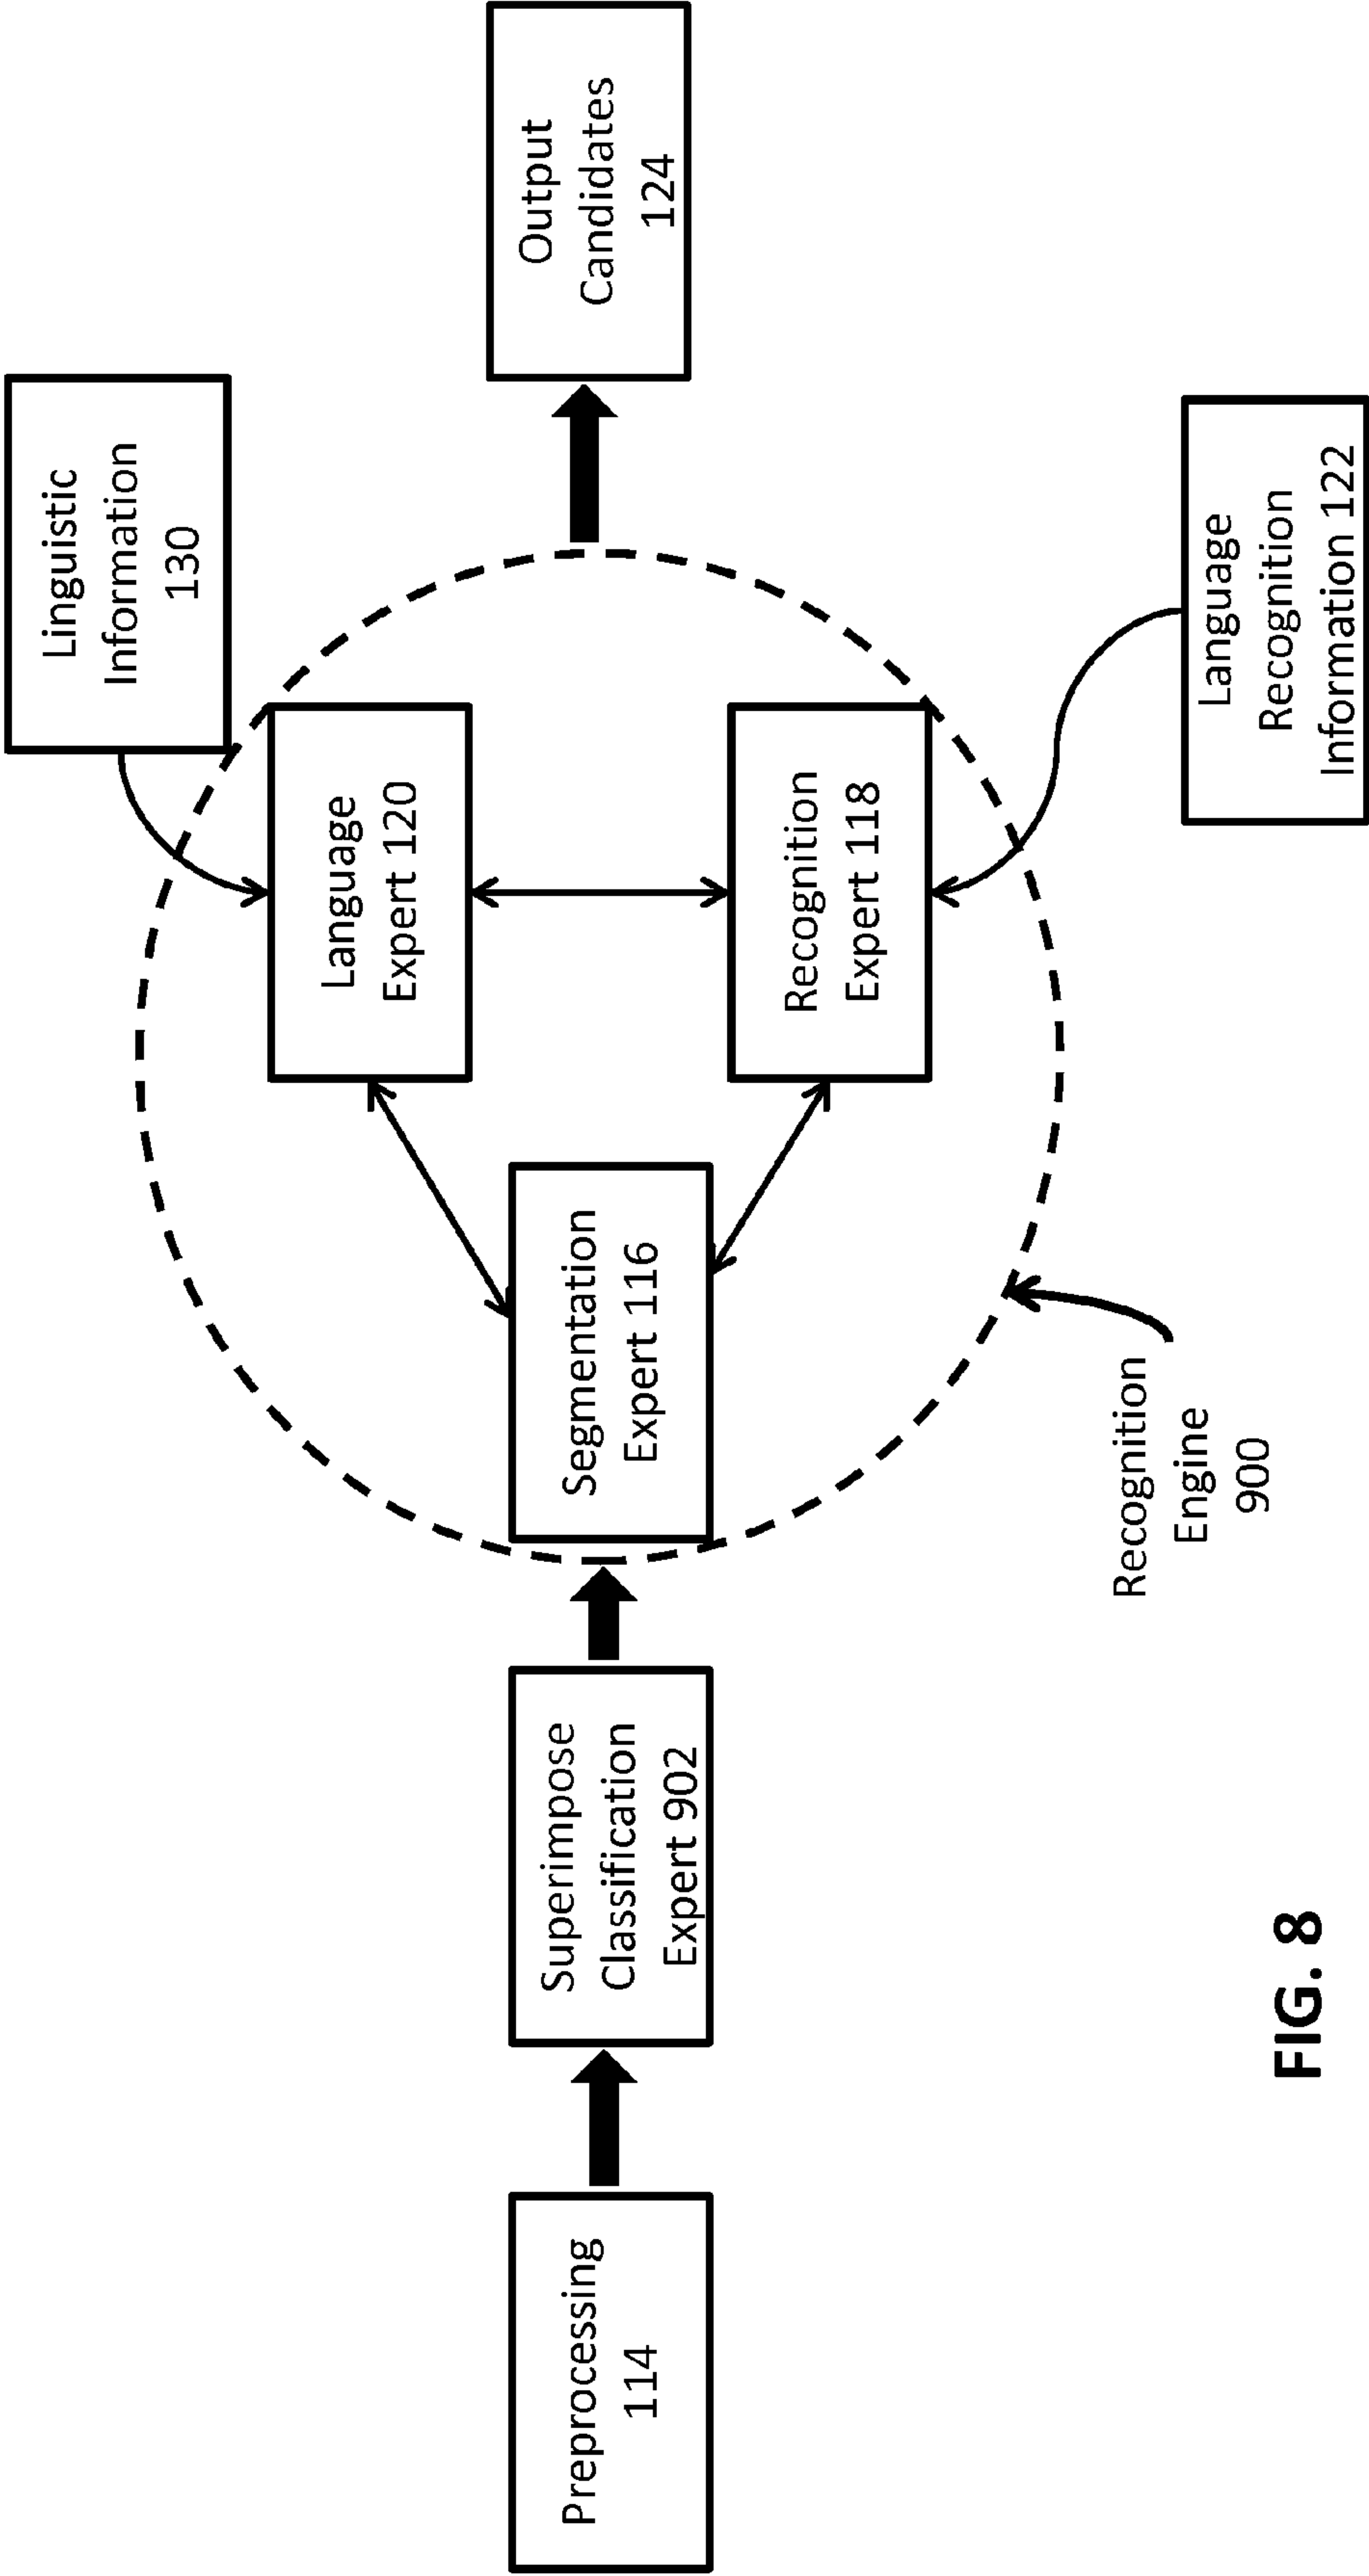 Preprocessing
114
Superimpose
Classification
Expert 902
Segmentation
Expert 116
Language
Expert 120
Recognition
Expert 118
Linguistic
Information
130
Language
Recognition
Information 122
Output
Candidates
124
Recognition
Engine
900
FIG. 8